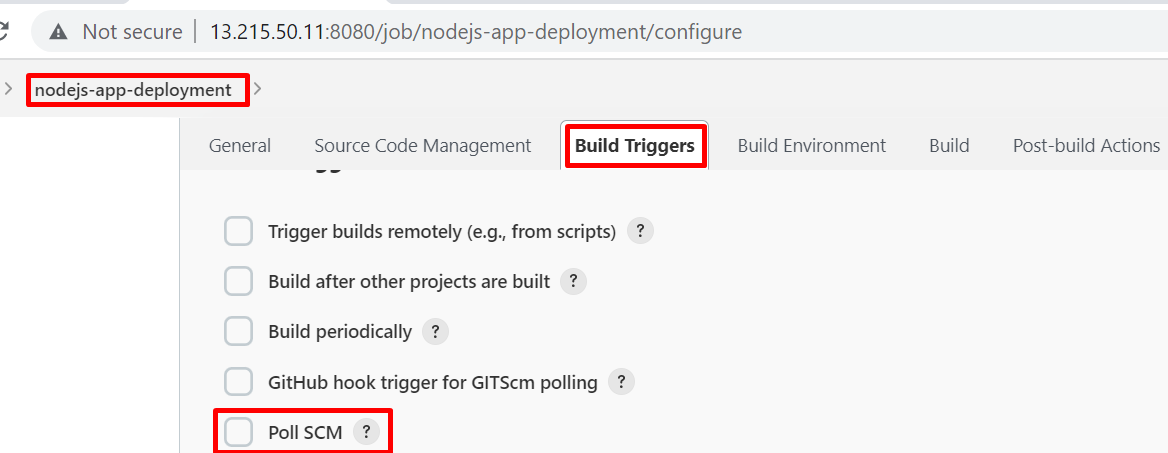 Not secure 13.215.50.11:8080/job/nodejs-app-deployment/configure
nodejs-app-deployment
General Source Code Management Build Triggers Build Environment Build Post-build Actions
Trigger builds remotely (e.g., from scripts) ?
Build after other projects are built ?
Build periodically ?
GitHub hook trigger for GITScm polling ?
Poll SCM ?